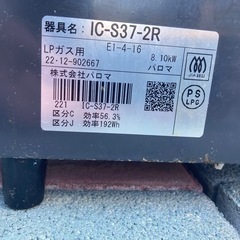 器具名: IC-S37-2R
LPガス用 E1-4-16 8.10kW
22·12-902667 パロマ
株式会社パロマ
221 IC-S37-2R
区分C 効率56.3%
区分J 効率192Wh
PS
LPG